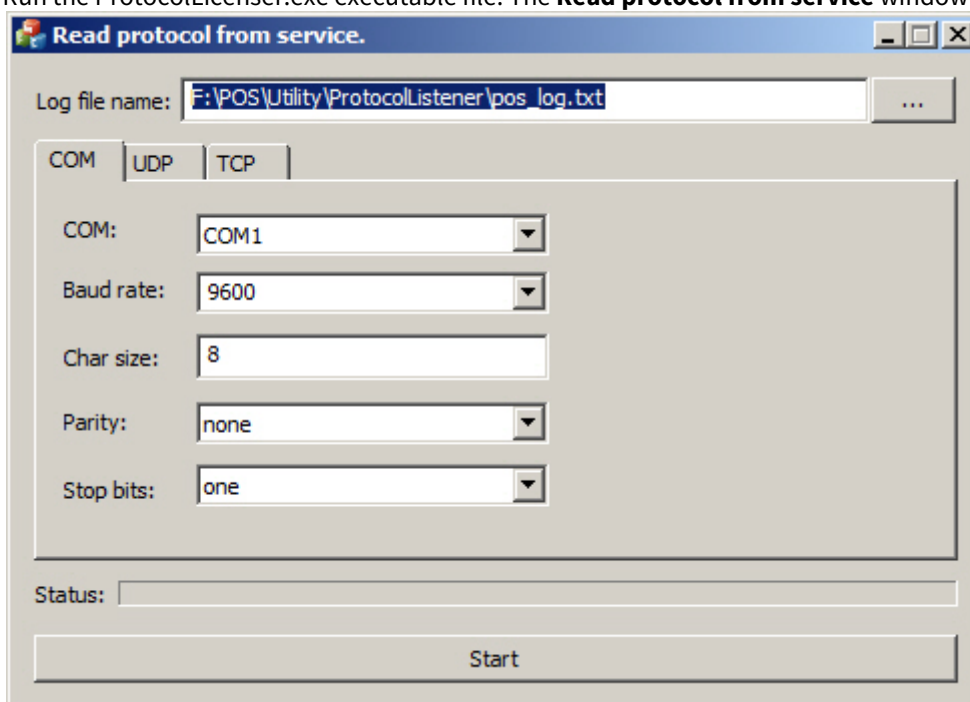 Run the ProtocolLicenser.exe executable file. The Read protocol from service window
Read protocol from service.
Log file name: F:\POS\Utility\ProtocolListener\pos_log.txt ...
COM UDP TCP
COM: COM1
Baud rate: 9600
Char size: 8
Parity: none
Stop bits: one
Status:
Start